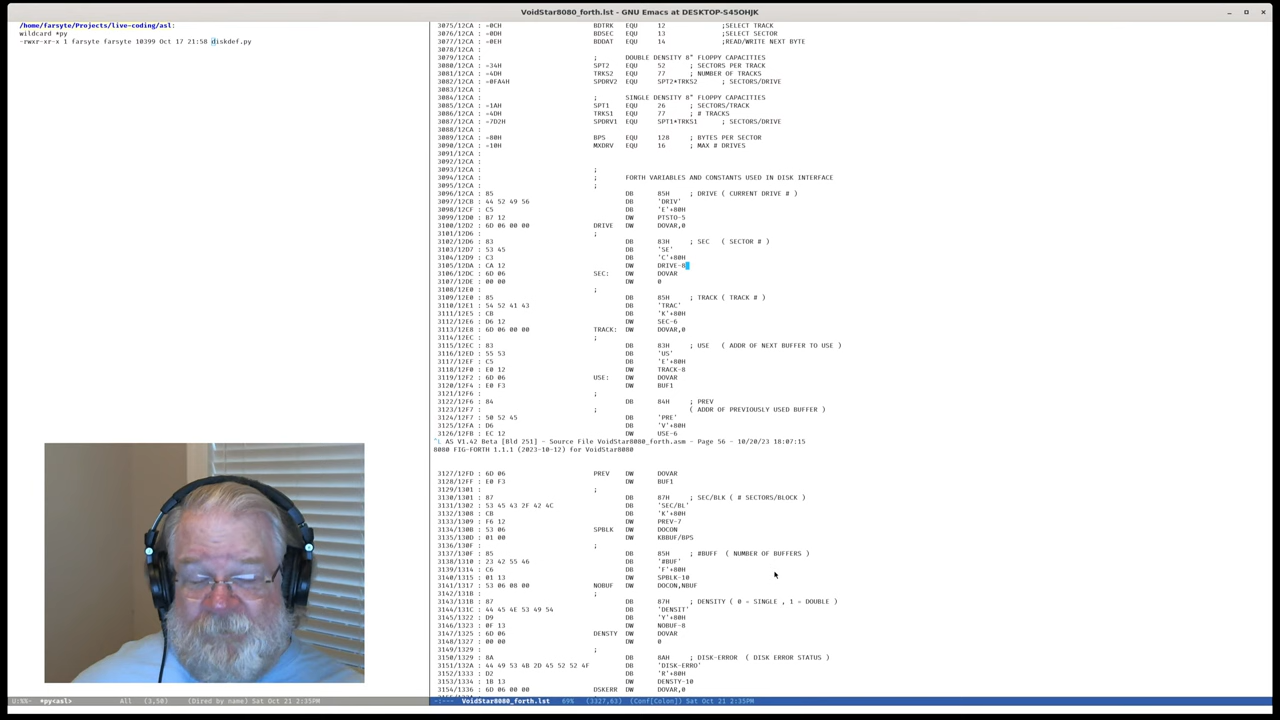 VoidStar8080_forth.lst - GNU Emacs at DESKTOP-S45OHJK
/home/farsyte/Projects/live-coding/asl:
wildcard *py
-rwxr-xr-x 1 farsyte farsyte 10399 Oct 17 21:58 diskdef.py
3075/12CA : =0CH BDTRK EQU 12 ;SELECT TRACK
3076/12CA : =0DH BDSEC EQU 13 ;SELECT SECTOR
3077/12CA : =0EH BDDAT EQU 14 ;READ/WRITE NEXT BYTE
3078/12CA :
3079/12CA : ; DOUBLE DENSITY 8" FLOPPY CAPACITIES
3080/12CA : =34H SPT2 EQU 52 ; SECTORS PER TRACK
3081/12CA : =4DH TRKS2 EQU 77 ; NUMBER OF TRACKS
3082/12CA : =0FA4H SPDRV2 EQU SPT2*TRKS2 ; SECTORS/DRIVE
3083/12CA :
3084/12CA : ; SINGLE DENSITY 8" FLOPPY CAPACITIES
3085/12CA : =1AH SPT1 EQU 26 ; SECTORS/TRACK
3086/12CA : =4DH TRKS1 EQU 77 ; # TRACKS
3087/12CA : =7D2H SPDRV1 EQU SPT1*TRKS1 ; SECTORS/DRIVE
3088/12CA :
3089/12CA : =80H BPS EQU 128 ; BYTES PER SECTOR
3090/12CA : =10H MXDRV EQU 16 ; MAX # DRIVES
3091/12CA :
3092/12CA :
3093/12CA : ;
3094/12CA : ; FORTH VARIABLES AND CONSTANTS USED IN DISK INTERFACE
3095/12CA : ;
3096/12CA : 85 DB 85H ; DRIVE ( CURRENT DRIVE # )
3097/12CB : 44 52 49 56 DB 'DRIV'
3098/12CF : C5 DB 'E'+80H
3099/12D0 : B7 12 DW PTSTO-5
3100/12D2 : 6D 06 00 00 DRIVE DW DOVAR,0
3101/12D6 : ;
3102/12D6 : 83 DB 83H ; SEC ( SECTOR # )
3103/12D7 : 53 45 DB 'SE'
3104/12D9 : C3 DB 'C'+80H
3105/12DA : CA 12 DW DRIVE-8
3106/12DC : 6D 06 SEC: DW DOVAR
3107/12DE : 00 00 DW 0
3108/12E0 : ;
3109/12E0 : 85 DB 85H ; TRACK ( TRACK # )
3110/12E1 : 54 52 41 43 DB 'TRAC'
3111/12E5 : CB DB 'K'+80H
3112/12E6 : D6 12 DW SEC-6
3113/12E8 : 6D 06 00 00 TRACK: DW DOVAR,0
3114/12EC : ;
3115/12EC : 83 DB 83H ; USE ( ADDR OF NEXT BUFFER TO USE )
3116/12ED : 55 53 DB 'US'
3117/12EF : C5 DB 'E'+80H
3118/12F0 : E0 12 DW TRACK-8
3119/12F2 : 6D 06 USE: DW DOVAR
3120/12F4 : E0 F3 DW BUF1
3121/12F6 : ;
3122/12F6 : 84 DB 84H ; PREV
3123/12F7 : ; ( ADDR OF PREVIOUSLY USED BUFFER )
3124/12F7 : 50 52 45 DB 'PRE'
3125/12FA : D6 DB 'V'+80H
3126/12FB : EC 12 DW USE-6
^L AS V1.42 Beta [Bld 251] - Source File VoidStar8080_forth.asm - Page 56 - 10/20/23 18:07:15
8080 FIG-FORTH 1.1.1 (2023-10-12) for VoidStar8080
3127/12FD : 6D 06 PREV DW DOVAR
3128/12FF : E0 F3 DW BUF1
3129/1301 : ;
3130/1301 : 87 DB 87H ; SEC/BLK ( # SECTORS/BLOCK )
3131/1302 : 53 45 43 2F 42 4C DB 'SEC/BL'
3132/1308 : CB DB 'K'+80H
3133/1309 : F6 12 DW PREV-7
3134/130B : 53 06 SPBLK DW DOCON
3135/130D : 01 00 DW KBBUF/BPS
3136/130F : ;
3137/130F : 85 DB 85H ; #BUFF ( NUMBER OF BUFFERS )
3138/1310 : 23 42 55 46 DB '#BUF'
3139/1314 : C6 DB 'F'+80H
3140/1315 : 01 13 DW SPBLK-10
3141/1317 : 53 06 08 00 NOBUF DW DOCON,NBUF
3142/131B : ;
3143/131B : 87 DB 87H ; DENSITY ( 0 = SINGLE , 1 = DOUBLE )
3144/131C : 44 45 4E 53 49 54 DB 'DENSIT'
3145/1322 : D9 DB 'Y'+80H
3146/1323 : 0F 13 DW NOBUF-8
3147/1325 : 6D 06 DENSTY DW DOVAR
3148/1327 : 00 00 DW 0
3149/1329 : ;
3150/1329 : 8A DB 8AH ; DISK-ERROR ( DISK ERROR STATUS )
3151/132A : 44 49 53 4B 2D 45 52 52 4F DB 'DISK-ERRO'
3152/1333 : D2 DB 'R'+80H
3153/1334 : 1B 13 DW DENSTY-10
3154/1336 : 6D 06 00 00 DSKERR DW DOVAR,0
U:%%- *py<asl> All (3,50) (Dired by name) Sat Oct 21 2:35PM
VoidStar8080_forth.lst 69% (3327,63) (Conf[Colon]) Sat Oct 21 2:35PM